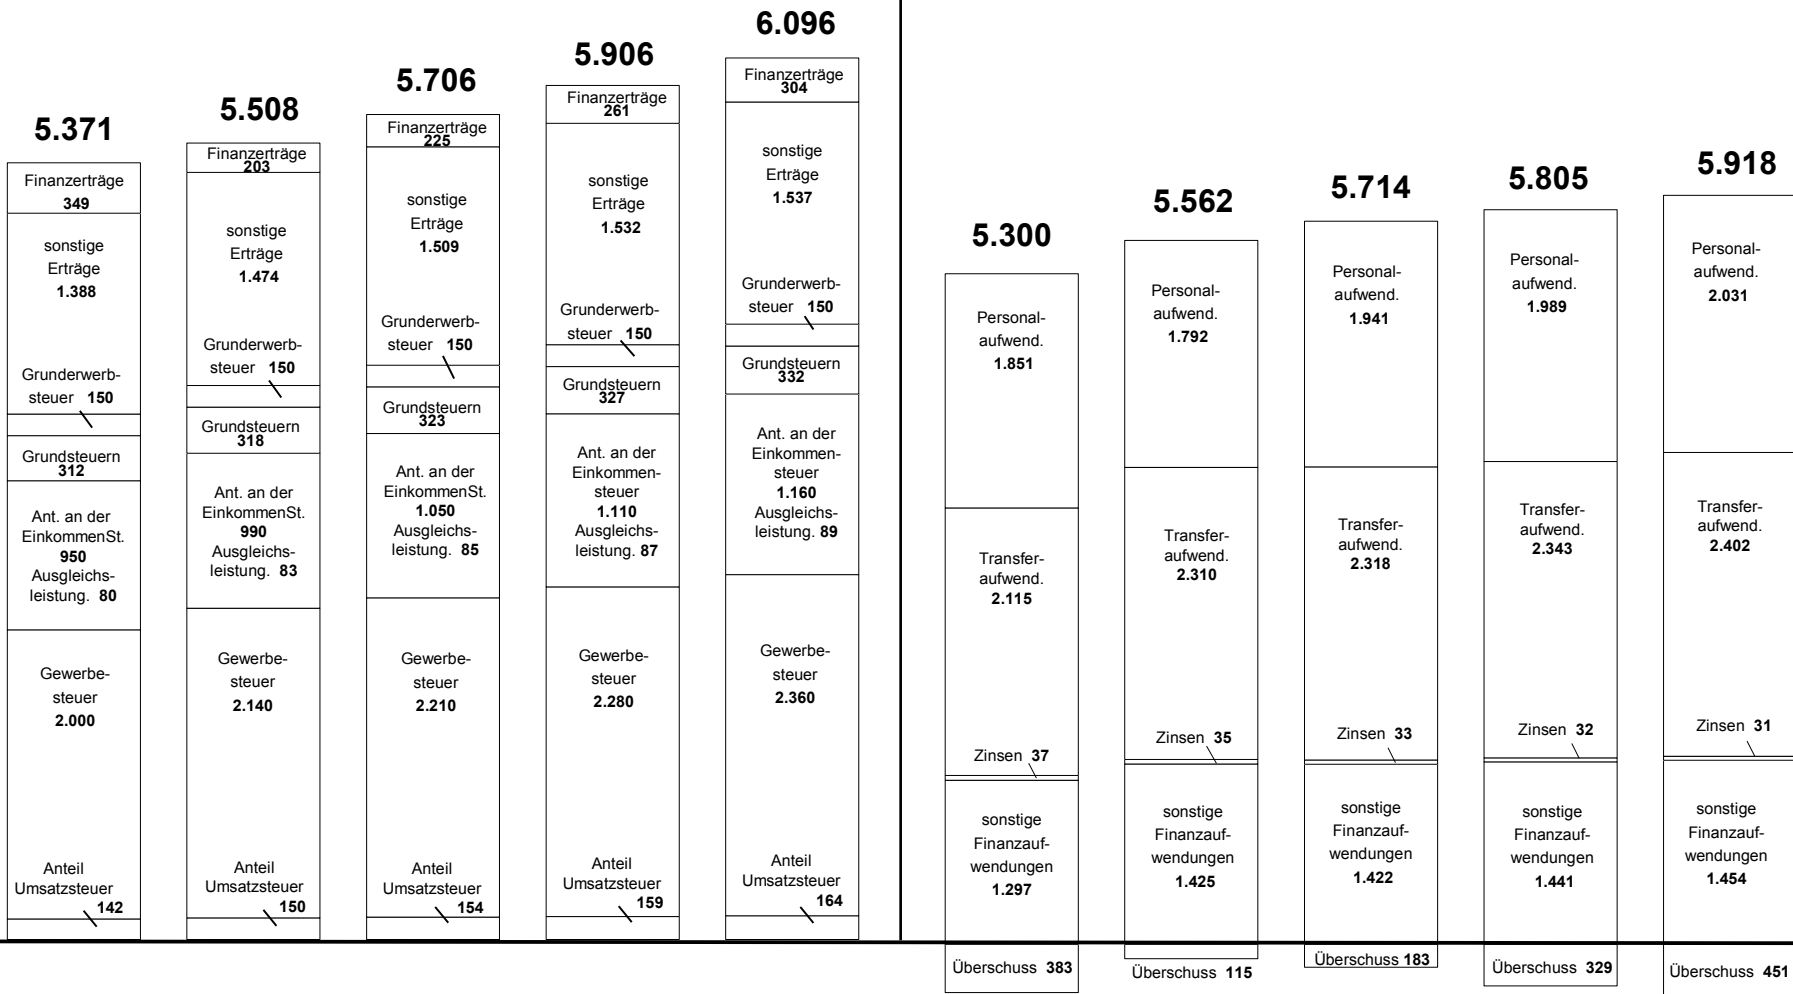 5.371
Finanzerträge
349
sonstige
Erträge
1.388
Grunderwerb-
steuer 150
Grundsteuern
312
Ant. an der
EinkommenSt.
950
Ausgleichs-
leistung. 80
Gewerbe-
steuer
2.000
Anteil
Umsatzsteuer
142
5.508
Finanzerträge
203
sonstige
Erträge
1.474
Grunderwerb-
steuer 150
Grundsteuern
318
Ant. an der
EinkommenSt.
990
Ausgleichs-
leistung. 83
Gewerbe-
steuer
2.140
Anteil
Umsatzsteuer
150
5.706
Finanzerträge
225
sonstige
Erträge
1.509
Grunderwerb-
steuer 150
Grundsteuern
323
Ant. an der
EinkommenSt.
1.050
Ausgleichs-
leistung. 85
Gewerbe-
steuer
2.210
Anteil
Umsatzsteuer
154
5.906
Finanzerträge
261
sonstige
Erträge
1.532
Grunderwerb-
steuer 150
Grundsteuern
327
Ant. an der
Einkommen-
steuer
1.110
Ausgleichs-
leistung. 87
Gewerbe-
steuer
2.280
Anteil
Umsatzsteuer
159
6.096
Finanzerträge
304
sonstige
Erträge
1.537
Grunderwerb-
steuer 150
Grundsteuern
332
Ant. an der
Einkommen-
steuer
1.160
Ausgleichs-
leistung. 89
Gewerbe-
steuer
2.360
Anteil
Umsatzsteuer
164
5.300
Personal-
aufwend.
1.851
Transfer-
aufwend.
2.115
Zinsen 37
sonstige
Finanzauf-
wendungen
1.297
Überschuss 383
5.562
Personal-
aufwend.
1.792
Transfer-
aufwend.
2.310
Zinsen 35
sonstige
Finanzauf-
wendungen
1.425
Überschuss 115
5.714
Personal-
aufwend.
1.941
Transfer-
aufwend.
2.318
Zinsen 33
sonstige
Finanzauf-
wendungen
1.422
Überschuss 183
5.805
Personal-
aufwend.
1.989
Transfer-
aufwend.
2.343
Zinsen 32
sonstige
Finanzauf-
wendungen
1.441
Überschuss 329
5.918
Personal-
aufwend.
2.031
Transfer-
aufwend.
2.402
Zinsen 31
sonstige
Finanzauf-
wendungen
1.454
Überschuss 451